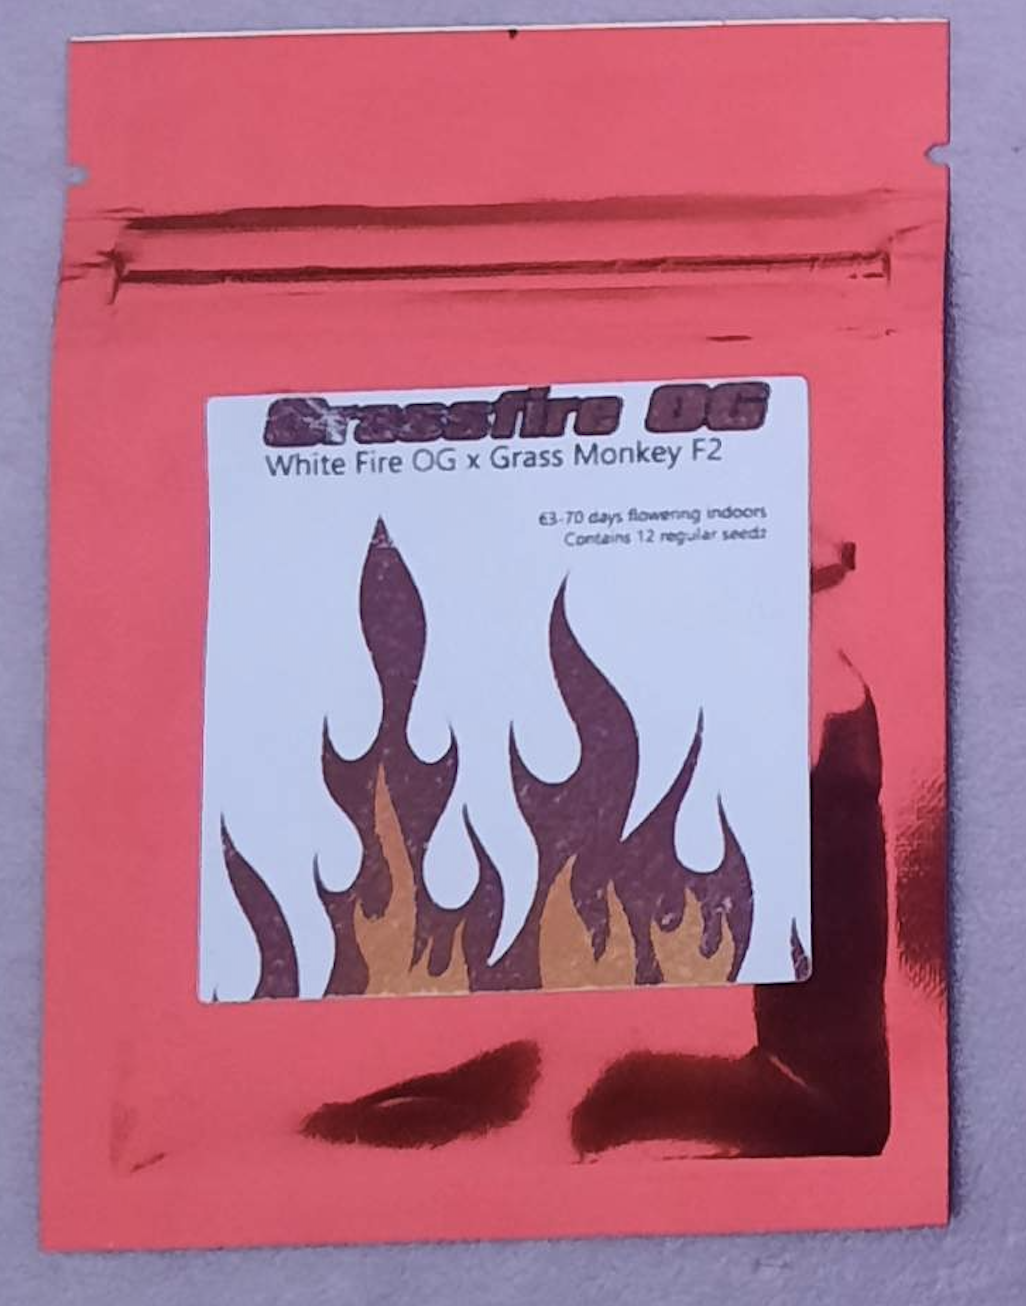 Grassfire OG
White Fire OG x Grass Monkey F2
63-70 days flowering indoors
Contains 12 regular seeds